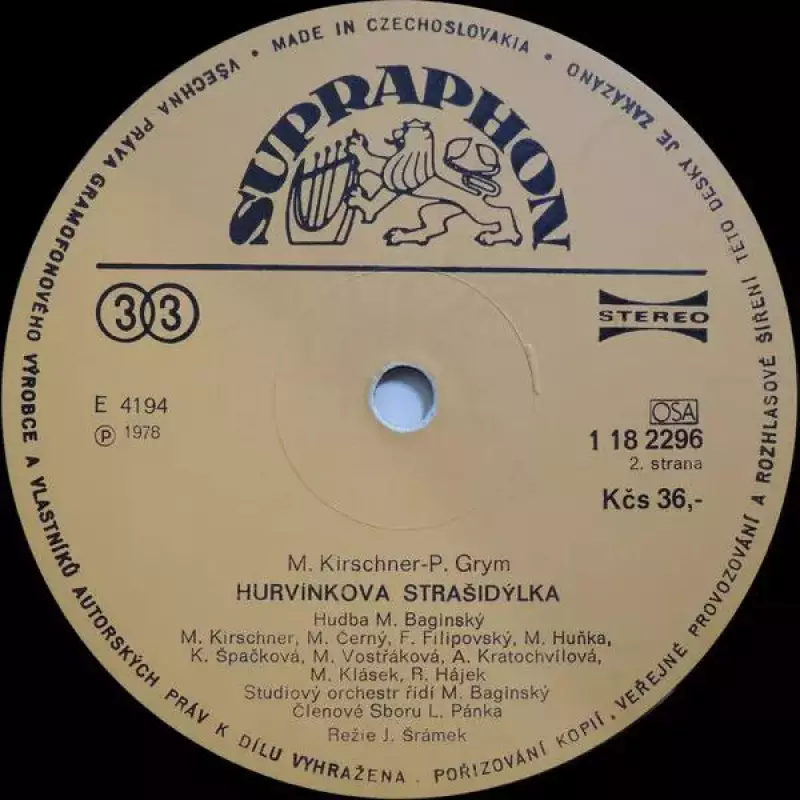 MADE IN CZECHOSLOVAKIA
VŠECHNA PRÁVA GRAMOFONOVÉHO VÝROBCE A VLASTNÍKŮ AUTORSKÝCH PRÁV K DÍLU VYHRAŽENA . POŘIZOVÁNÍ KOPIÍ, VEŘEJNÉ PROVOZOVÁNÍ A ROZHLASOVÉ ŠÍŘENÍ TÉTO DESKY JE ZAKÁZÁNO
SUPRAPHON
33
STEREO
E 4194
Ⓟ 1978
OSA
1 18 2296
2. strana
Kčs 36,-
M. Kirschner-P. Grym
HURVÍNKOVA STRAŠIDÝLKA
Hudba M. Baginský
M. Kirschner, M. Černý, F. Filipovský, M. Huňka,
K. Špačková, M. Vostřáková, A. Kratochvílová,
M. Klásek, R. Hájek
Studiový orchestr řídí M. Baginský
Členové Sboru L. Pánka
Režie J. Šrámek